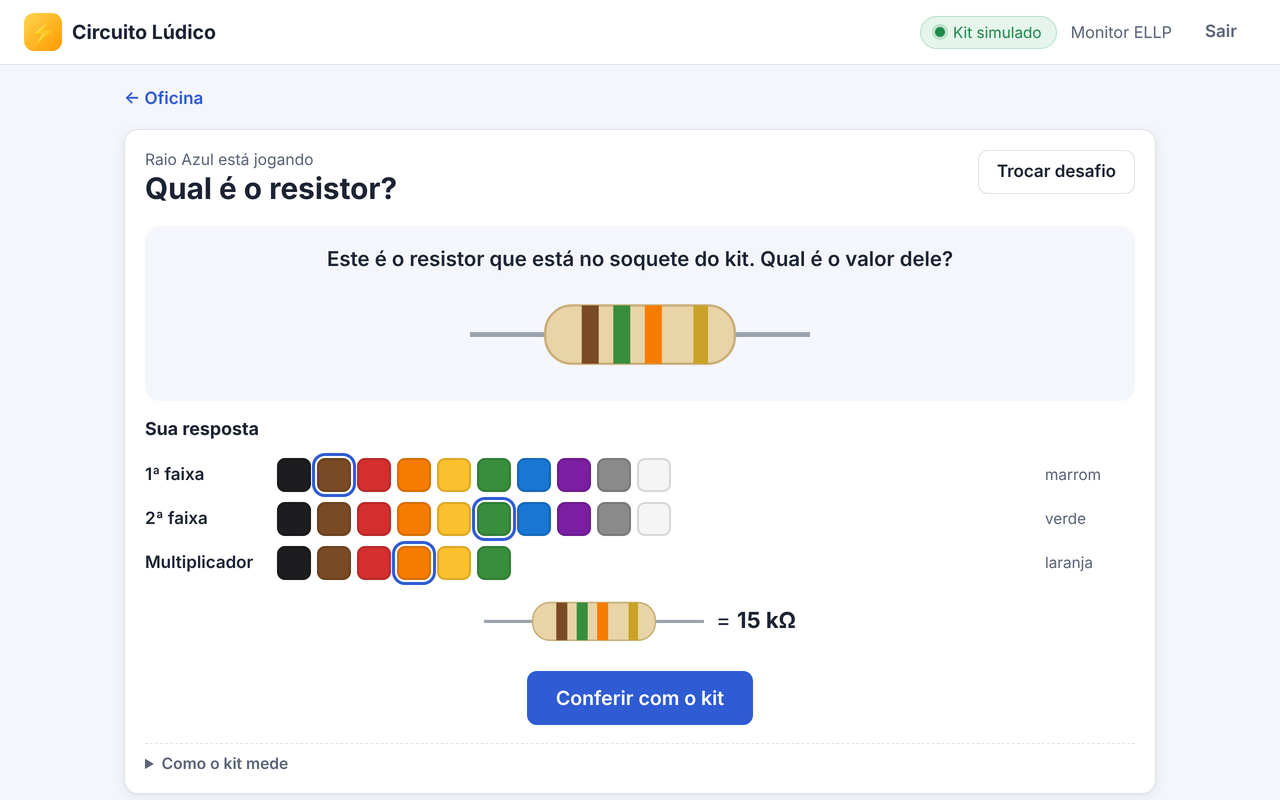 Circuito Lúdico
Kit simulado
Monitor ELLP
Sair
← Oficina
Raio Azul está jogando
Qual é o resistor?
Trocar desafio
Este é o resistor que está no soquete do kit. Qual é o valor dele?
Sua resposta
1ª faixa
marrom
2ª faixa
verde
Multiplicador
laranja
= 15 kΩ
Conferir com o kit
Como o kit mede